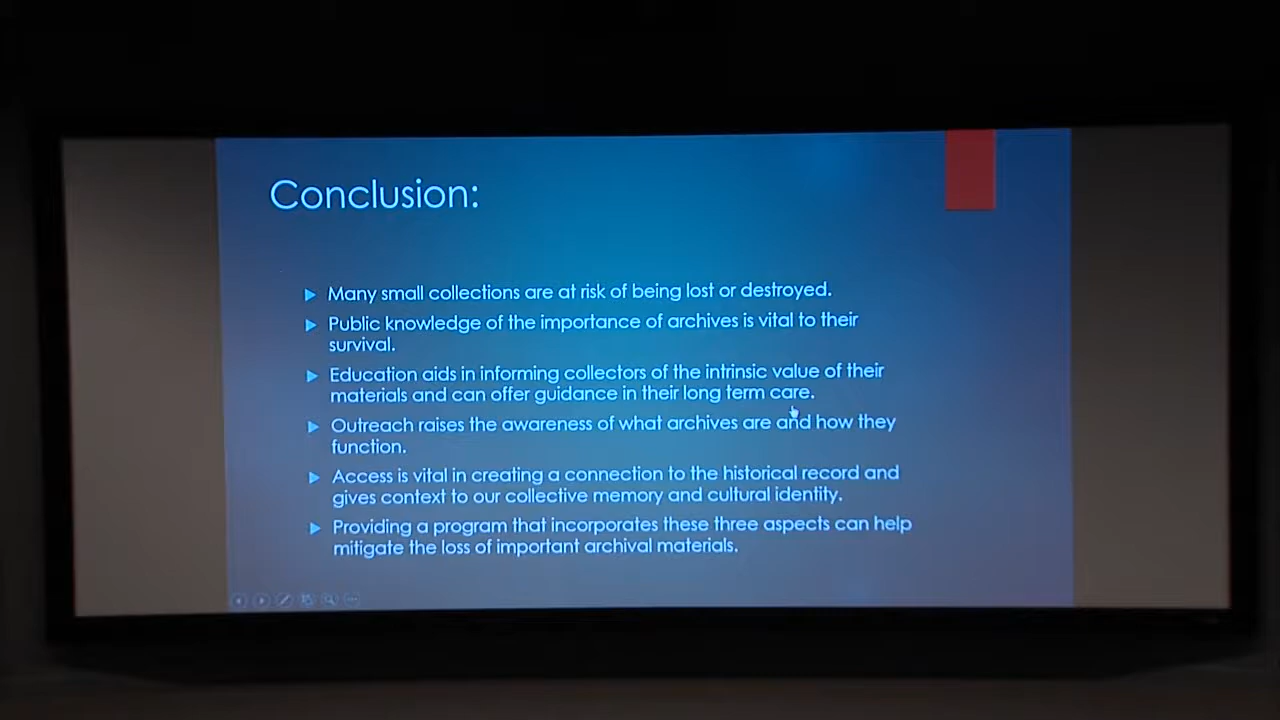 Conclusion:
Many small collections are at risk of being lost or destroyed.
Public knowledge of the importance of archives is vital to their
survival.
Education aids in informing collectors of the intrinsic value of their
materials and can offer guidance in their long term care.
Outreach raises the awareness of what archives are and how they
function.
Access is vital in creating a connection to the historical record and
gives context to our collective memory and cultural identity.
Providing a program that incorporates these three aspects can help
mitigate the loss of important archival materials.